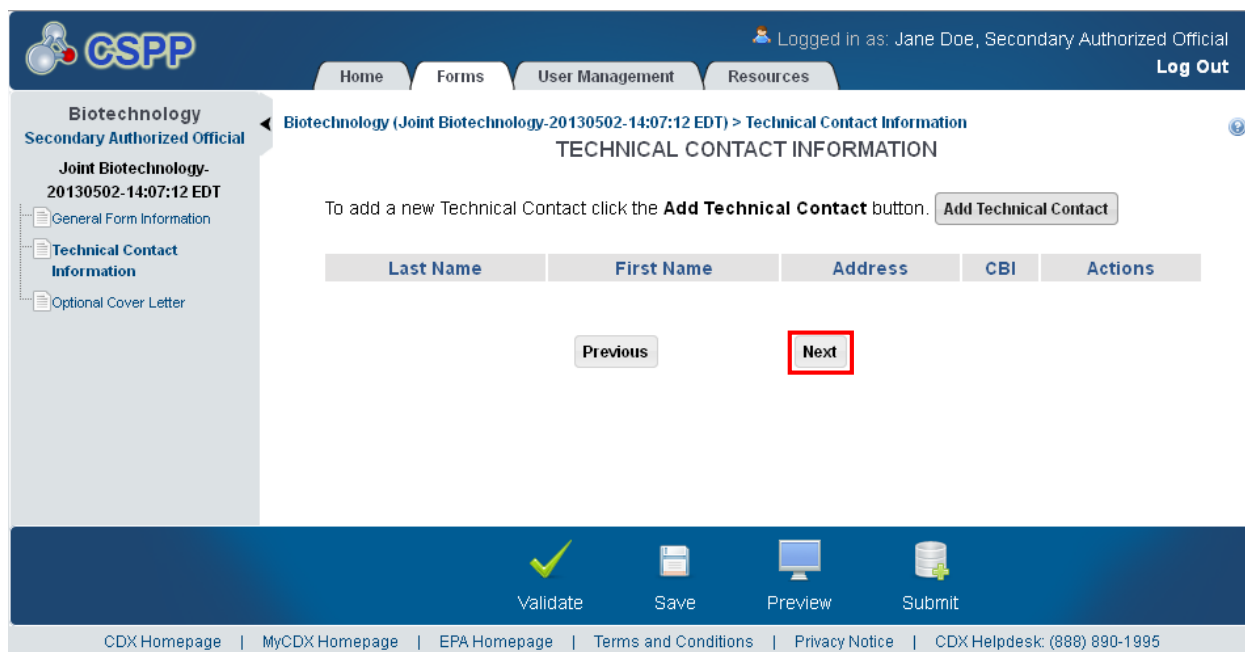 CSPP
Logged in as: Jane Doe, Secondary Authorized Official
Log Out
Home Forms User Management Resources
Biotechnology
Secondary Authorized Official
Joint Biotechnology-
20130502-14:07:12 EDT
General Form Information
Technical Contact
Information
Optional Cover Letter
Biotechnology (Joint Biotechnology-20130502-14:07:12 EDT) > Technical Contact Information
TECHNICAL CONTACT INFORMATION
To add a new Technical Contact click the Add Technical Contact button. Add Technical Contact
Last Name First Name Address CBI Actions
Previous Next
Validate Save Preview Submit
CDX Homepage | MyCDX Homepage | EPA Homepage | Terms and Conditions | Privacy Notice | CDX Helpdesk: (888) 890-1995